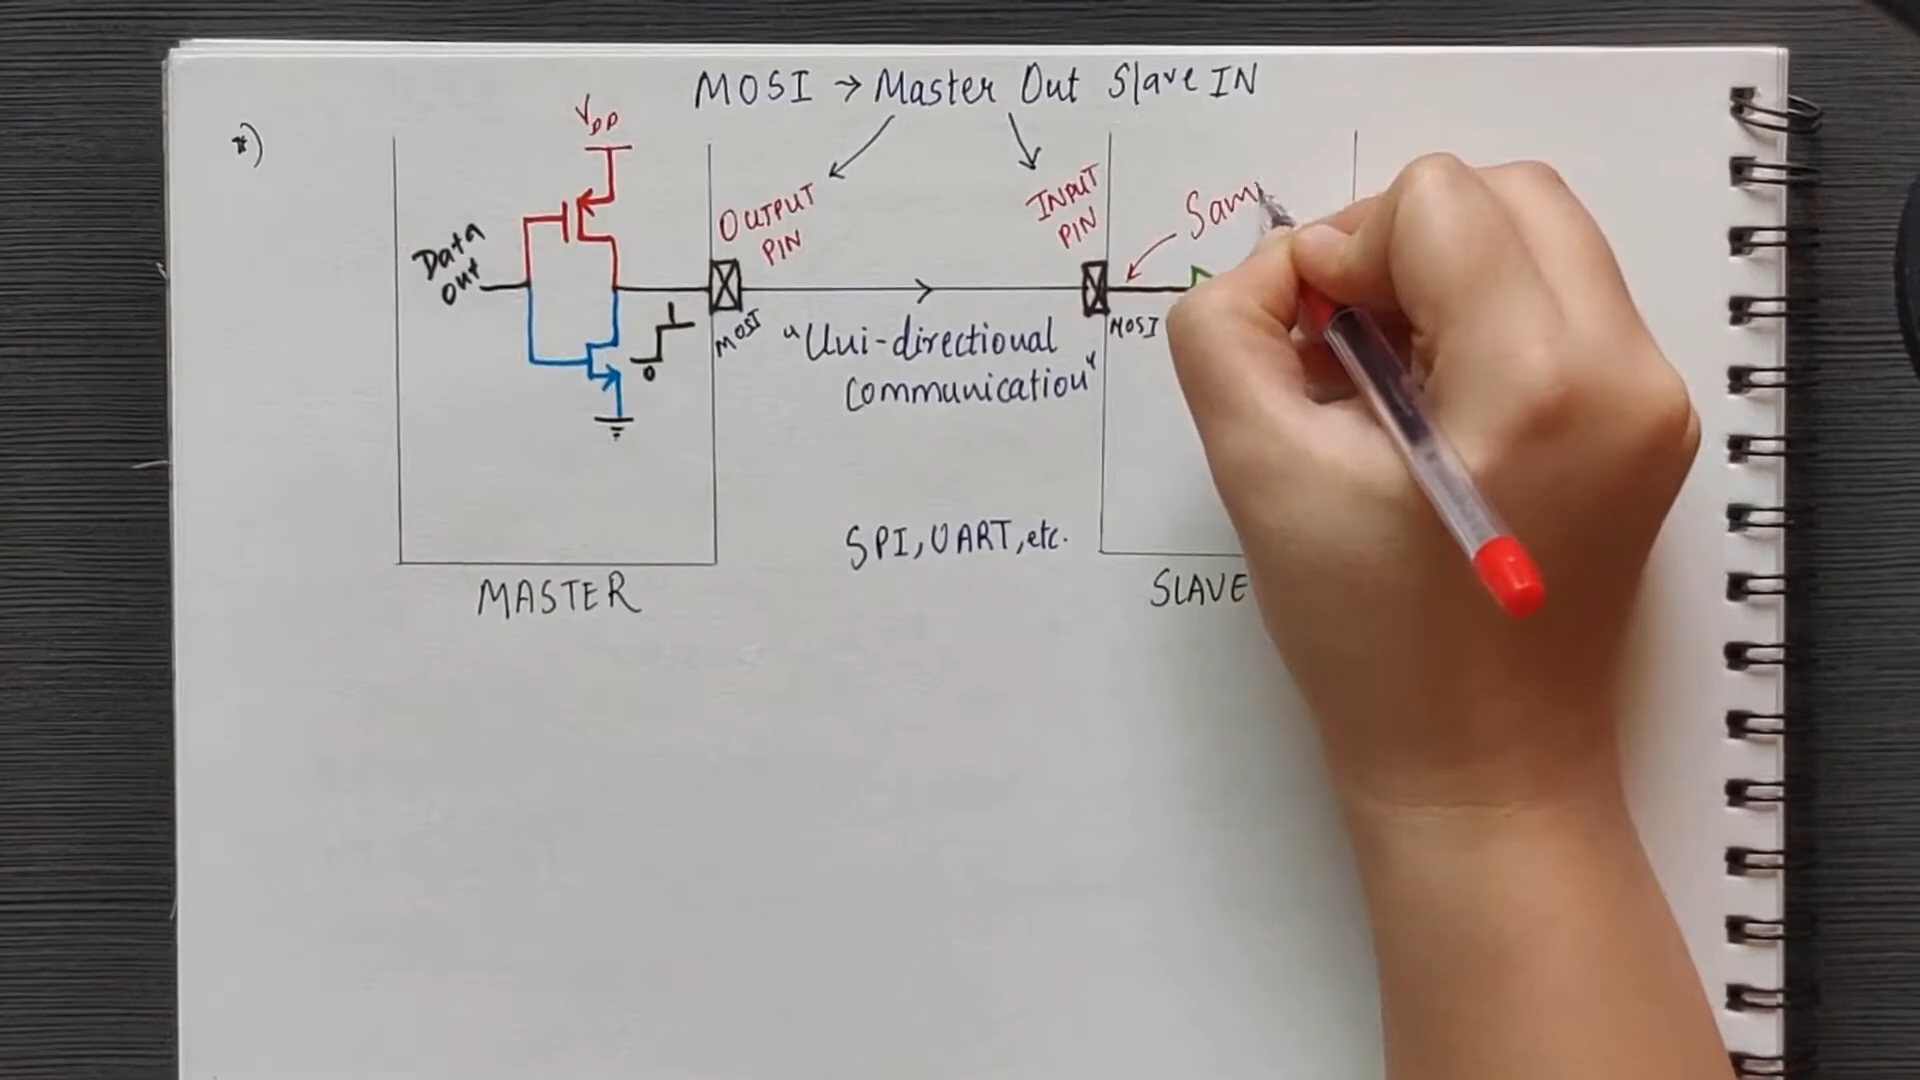 MOSI → Master Out Slave IN
*)
VDD
OUTPUT
PIN
INPUT
PIN
Sam
Data
Out
1
0
MOSI
MOSI
"Uni-directional
Communication"
SPI, UART, etc.
MASTER
SLAVE